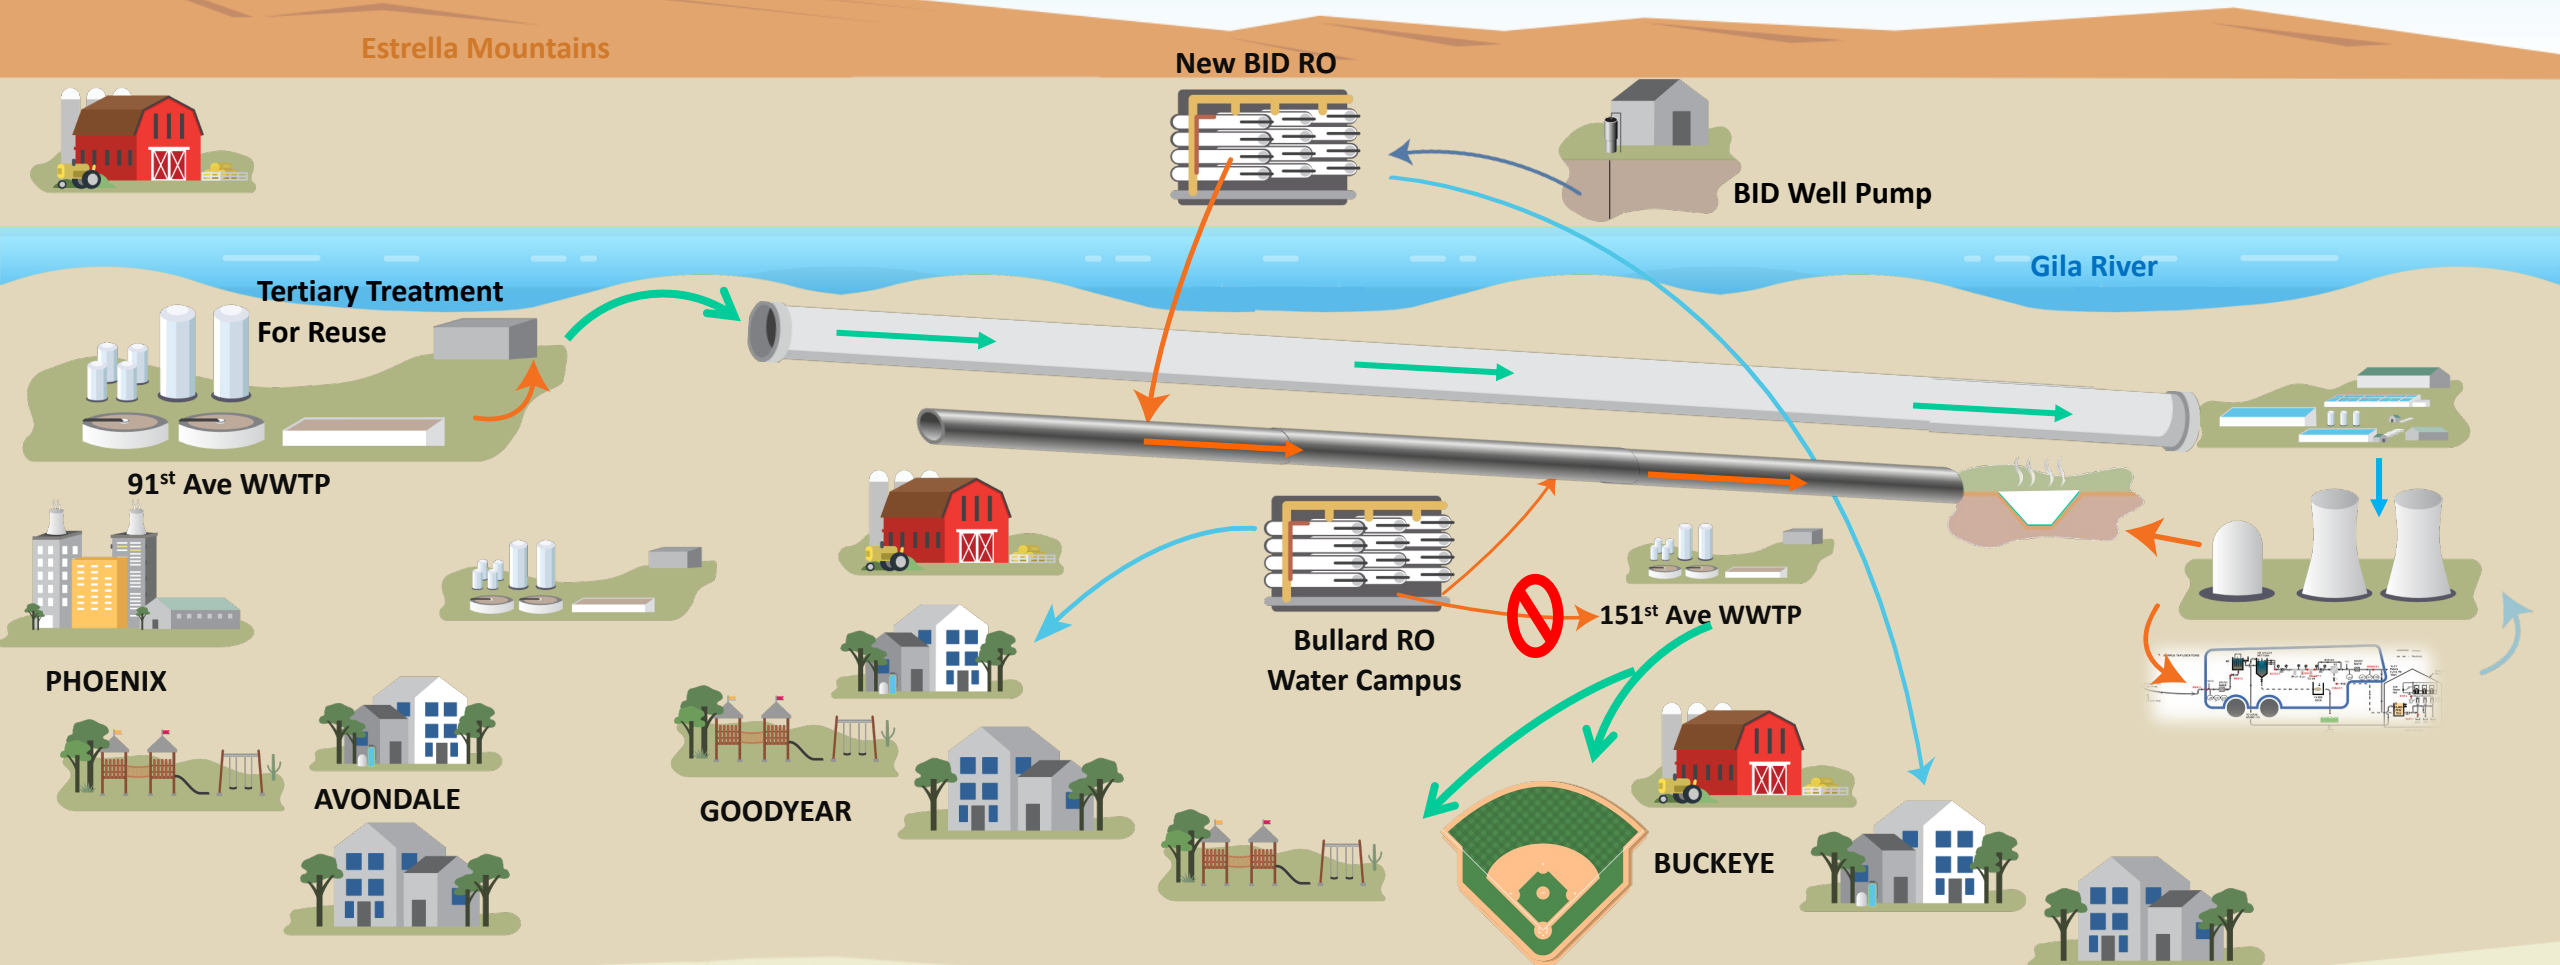 Estrella Mountains
New BID RO
BID Well Pump
Gila River
Tertiary Treatment
For Reuse
91st Ave WWTP
PHOENIX
AVONDALE
GOODYEAR
Bullard RO
Water Campus
151st Ave WWTP
BUCKEYE